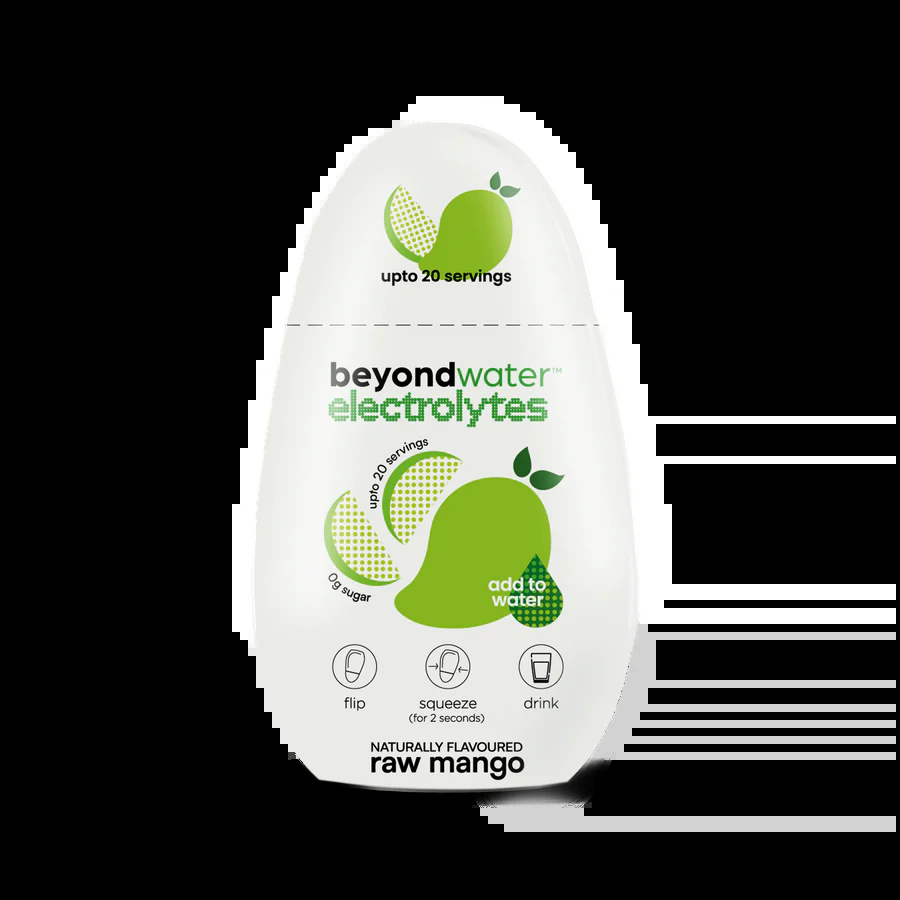 upto 20 servings
beyondwater™
electrolytes
upto 20 servings
0g sugar
add to
water
flip
squeeze
(for 2 seconds)
drink
NATURALLY FLAVOURED
raw mango